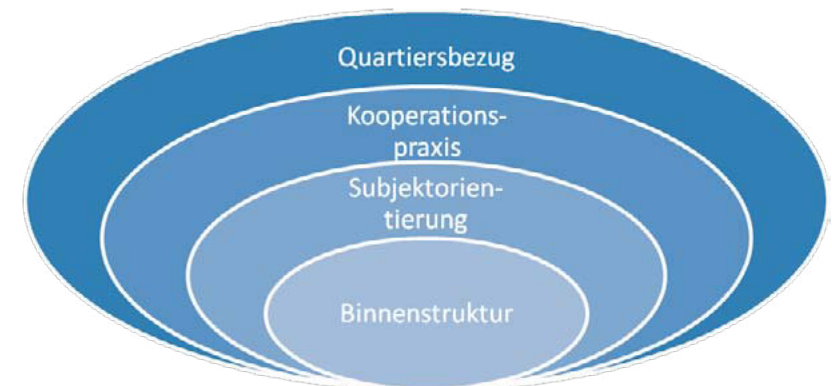 Quartiersbezug
Kooperations-
praxis
Subjektorien-
tierung
Binnenstruktur